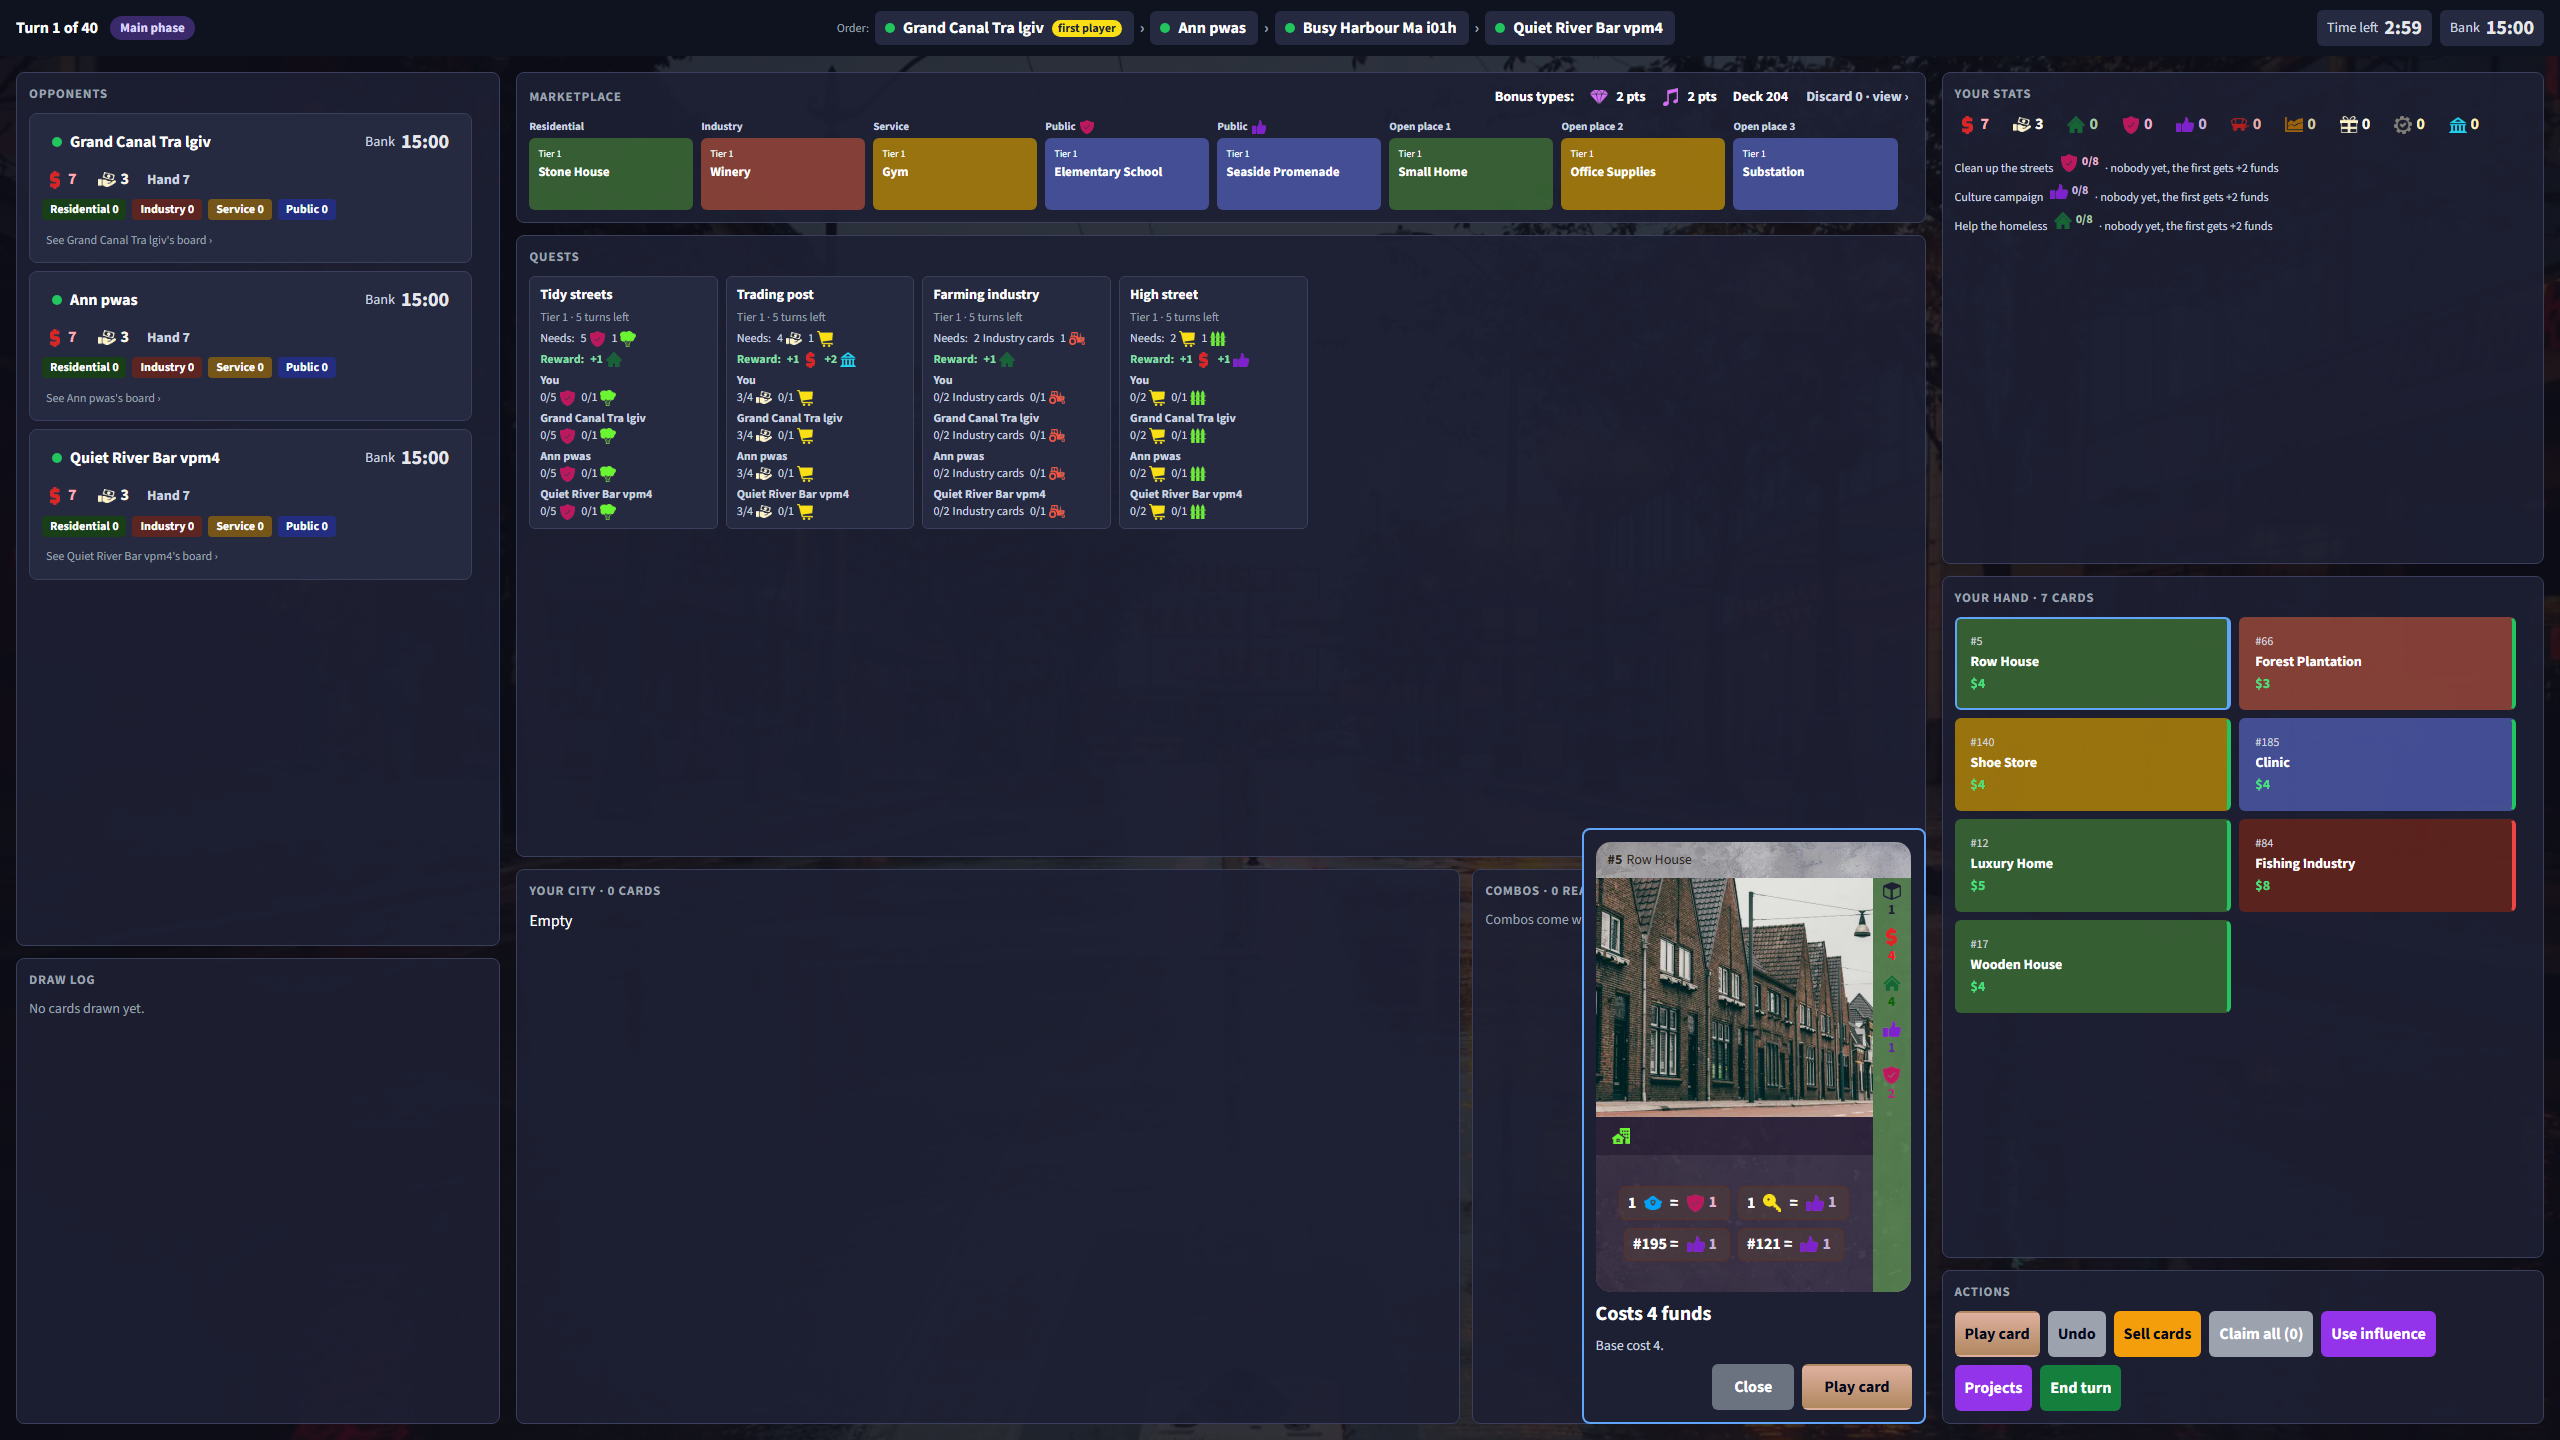 Turn 1 of 40 Main phase
Order: Grand Canal Tra lgiv first player › Ann pwas › Busy Harbour Ma i01h › Quiet River Bar vpm4
Time left 2:59 Bank 15:00
OPPONENTS
Grand Canal Tra lgiv Bank 15:00
7 3 Hand 7
Residential 0 Industry 0 Service 0 Public 0
See Grand Canal Tra lgiv's board ›
Ann pwas Bank 15:00
7 3 Hand 7
Residential 0 Industry 0 Service 0 Public 0
See Ann pwas's board ›
Quiet River Bar vpm4 Bank 15:00
7 3 Hand 7
Residential 0 Industry 0 Service 0 Public 0
See Quiet River Bar vpm4's board ›
DRAW LOG
No cards drawn yet.
MARKETPLACE
Bonus types: 2 pts 2 pts Deck 204 Discard 0 · view ›
Residential Industry Service Public Public Open place 1 Open place 2 Open place 3
Tier 1 Tier 1 Tier 1 Tier 1 Tier 1 Tier 1 Tier 1 Tier 1
Stone House Winery Gym Elementary School Seaside Promenade Small Home Office Supplies Substation
QUESTS
Tidy streets
Tier 1 · 5 turns left
Needs: 5 1
Reward: +1
You
0/5 0/1
Grand Canal Tra lgiv
0/5 0/1
Ann pwas
0/5 0/1
Quiet River Bar vpm4
0/5 0/1
Trading post
Tier 1 · 5 turns left
Needs: 4 1
Reward: +1 +2
You
3/4 0/1
Grand Canal Tra lgiv
3/4 0/1
Ann pwas
3/4 0/1
Quiet River Bar vpm4
3/4 0/1
Farming industry
Tier 1 · 5 turns left
Needs: 2 Industry cards 1
Reward: +1
You
0/2 Industry cards 0/1
Grand Canal Tra lgiv
0/2 Industry cards 0/1
Ann pwas
0/2 Industry cards 0/1
Quiet River Bar vpm4
0/2 Industry cards 0/1
High street
Tier 1 · 5 turns left
Needs: 2 1
Reward: +1 +1
You
0/2 0/1
Grand Canal Tra lgiv
0/2 0/1
Ann pwas
0/2 0/1
Quiet River Bar vpm4
0/2 0/1
YOUR CITY · 0 CARDS
Empty
COMBOS · 0 REA
Combos come w
#5 Row House
1
4
4
1
2
1 = 1 1 = 1
#195 = 1 #121 = 1
Costs 4 funds
Base cost 4.
Close Play card
YOUR STATS
7 3 0 0 0 0 0 0 0 0
Clean up the streets 0/8 · nobody yet, the first gets +2 funds
Culture campaign 0/8 · nobody yet, the first gets +2 funds
Help the homeless 0/8 · nobody yet, the first gets +2 funds
YOUR HAND · 7 CARDS
#5
Row House
$4
#66
Forest Plantation
$3
#140
Shoe Store
$4
#185
Clinic
$4
#12
Luxury Home
$5
#84
Fishing Industry
$8
#17
Wooden House
$4
ACTIONS
Play card Undo Sell cards Claim all (0) Use influence
Projects End turn